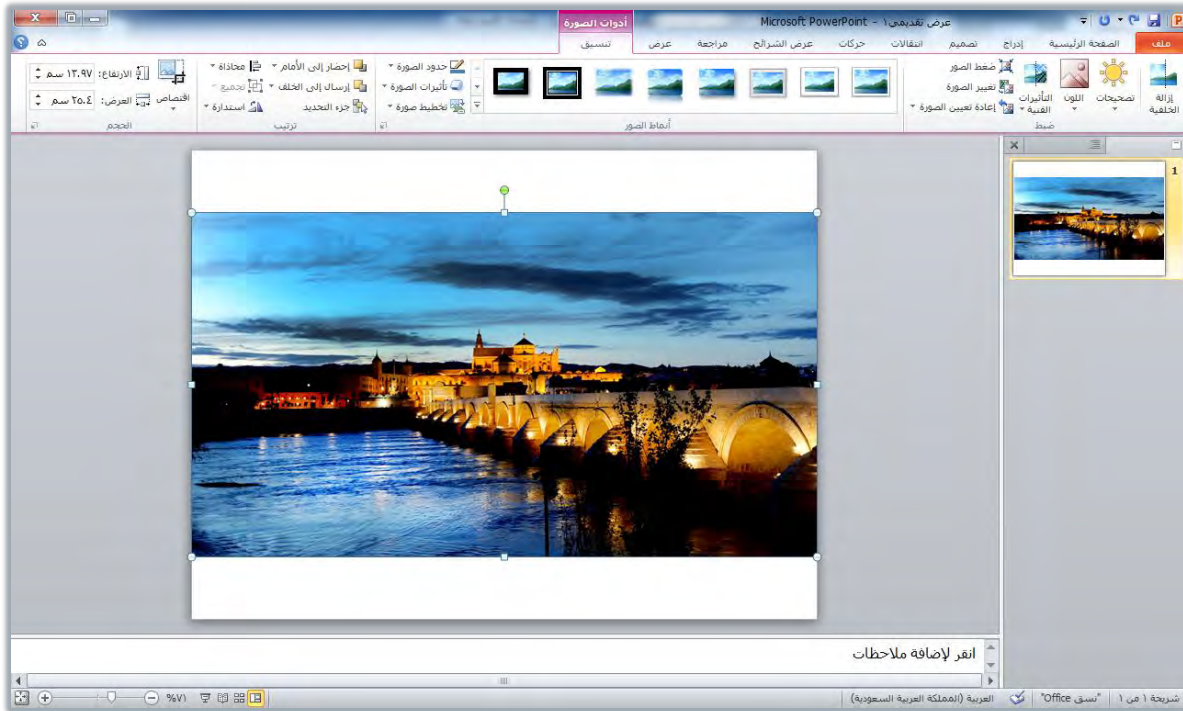 عرض تقديمي١ - Microsoft PowerPoint
أدوات الصورة
ملف الصفحة الرئيسية إدراج تصميم انتقالات حركات عرض الشرائح مراجعة عرض تنسيق
إزالة الخلفية
تصحيحات
اللون
التأثيرات الفنية
ضغط الصور
تغيير الصورة
إعادة تعيين الصورة
ضبط
أنماط الصور
حدود الصورة
تأثيرات الصورة
تخطيط صورة
إحضار إلى الأمام
إرسال إلى الخلف
جزء التحديد
محاذاة
تجميع
استدارة
ترتيب
اقتصاص
الارتفاع: ١٣.٩٧ سم
العرض: ٢٥.٤ سم
الحجم
1
انقر لإضافة ملاحظات
شريحة ١ من ١
"نسق Office"
العربية (المملكة العربية السعودية)
%٧١